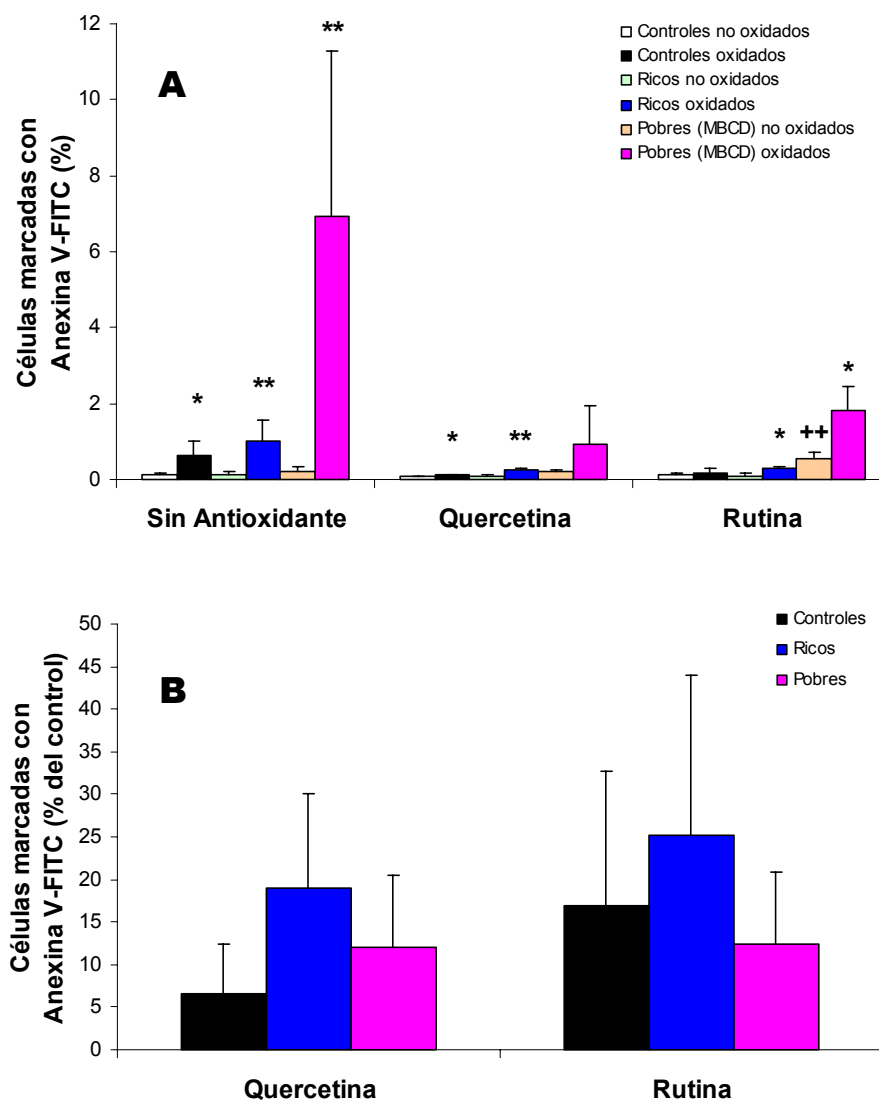 Células marcadas con
Anexina V-FITC (%)
12
10
8
6
4
2
0
A
Controles no oxidados
Controles oxidados
Ricos no oxidados
Ricos oxidados
Pobres (MBCD) no oxidados
Pobres (MBCD) oxidados
*
**
**
*
**
*
++
*
Sin Antioxidante
Quercetina
Rutina
Células marcadas con
Anexina V-FITC (% del control)
50
45
40
35
30
25
20
15
10
5
0
B
Controles
Ricos
Pobres
Quercetina
Rutina